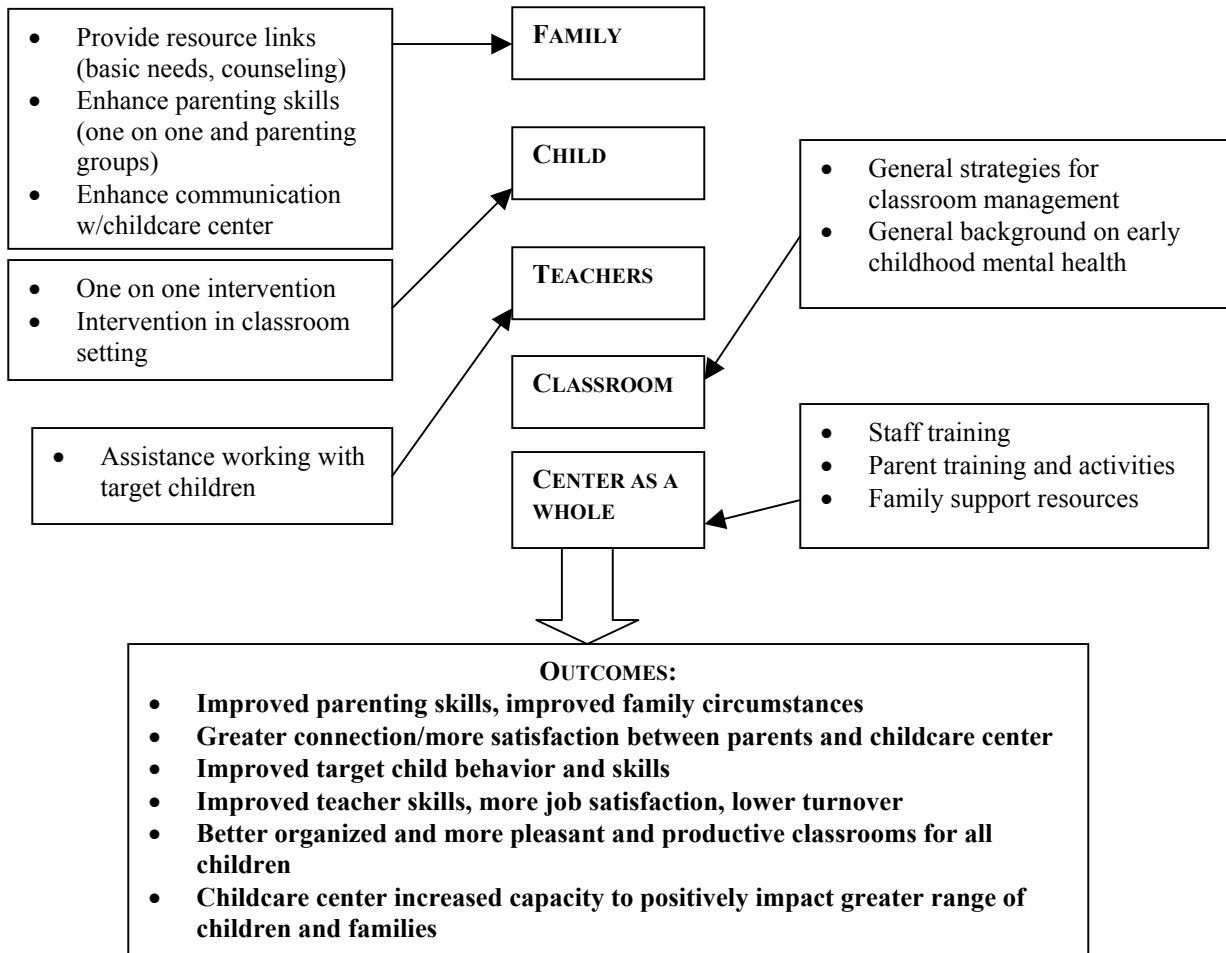 • Provide resource links
(basic needs, counseling)
• Enhance parenting skills
(one on one and parenting
groups)
• Enhance communication
w/childcare center
• One on one intervention
• Intervention in classroom
setting
• Assistance working with
target children
FAMILY
CHILD
TEACHERS
CLASSROOM
CENTER AS A
WHOLE
• General strategies for
classroom management
• General background on early
childhood mental health
• Staff training
• Parent training and activities
• Family support resources
OUTCOMES:
• Improved parenting skills, improved family circumstances
• Greater connection/more satisfaction between parents and childcare center
• Improved target child behavior and skills
• Improved teacher skills, more job satisfaction, lower turnover
• Better organized and more pleasant and productive classrooms for all
children
• Childcare center increased capacity to positively impact greater range of
children and families